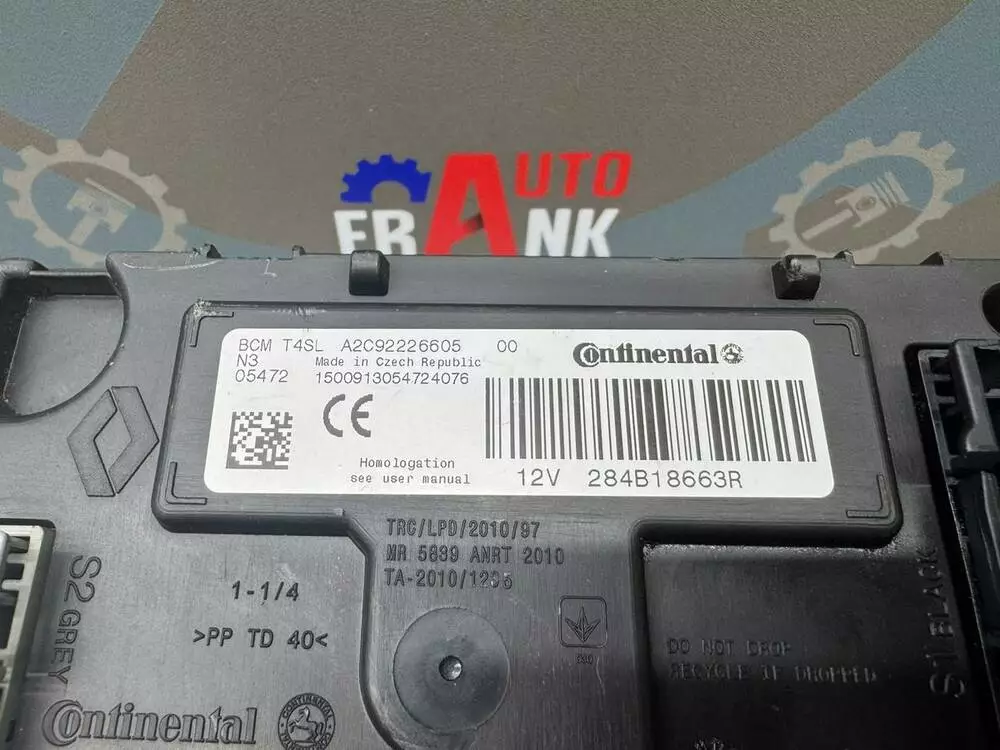 AUTO
FRANK
BCM T4SL A2C92226605 00
N3 Made in Czech Republic
05472 1500913054724076
Continental
CE
Homologation
see user manual
12V 284B18663R
TRC/LPD/2010/97
MR 5839 ANRT 2010
TA-2010/1235
1-1/4
>PP TD 40<
S2 GREY
Continental
DO NOT DROP
RECYCLE IF DROPPED
S1 BLACK